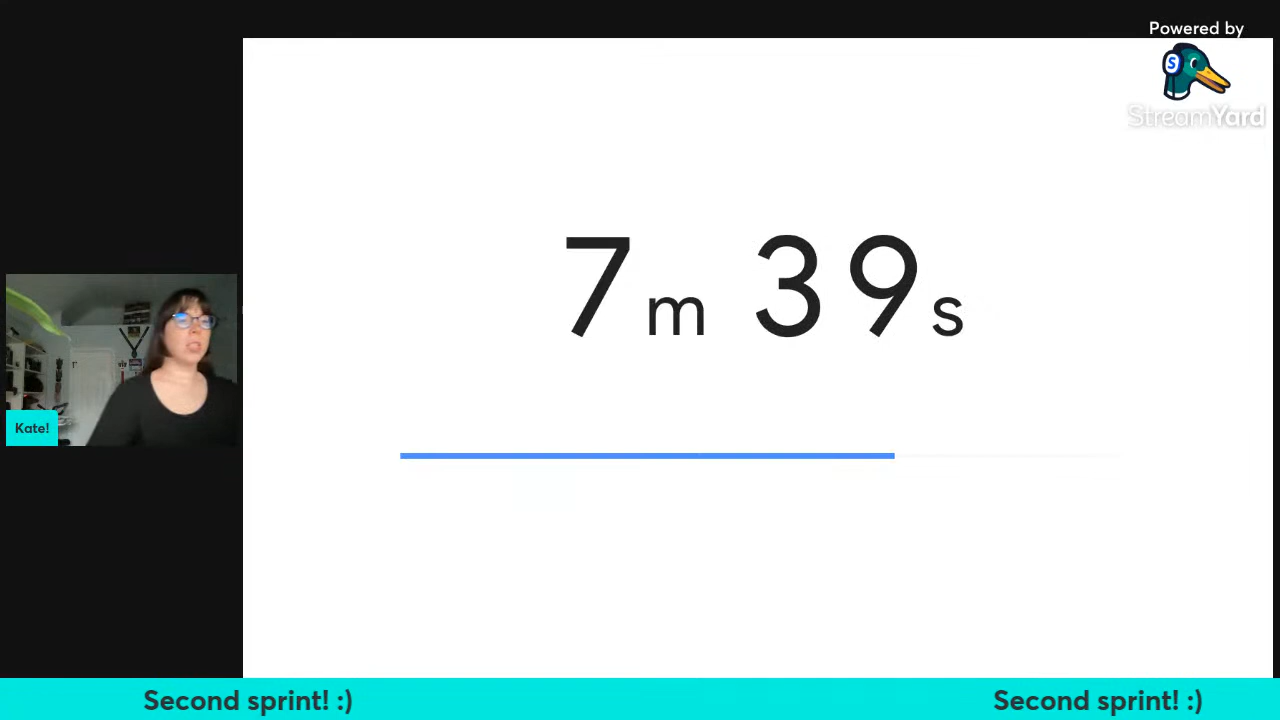 Powered by
S
StreamYard
7m 39s
Kate!
Second sprint! :) Second sprint! :)